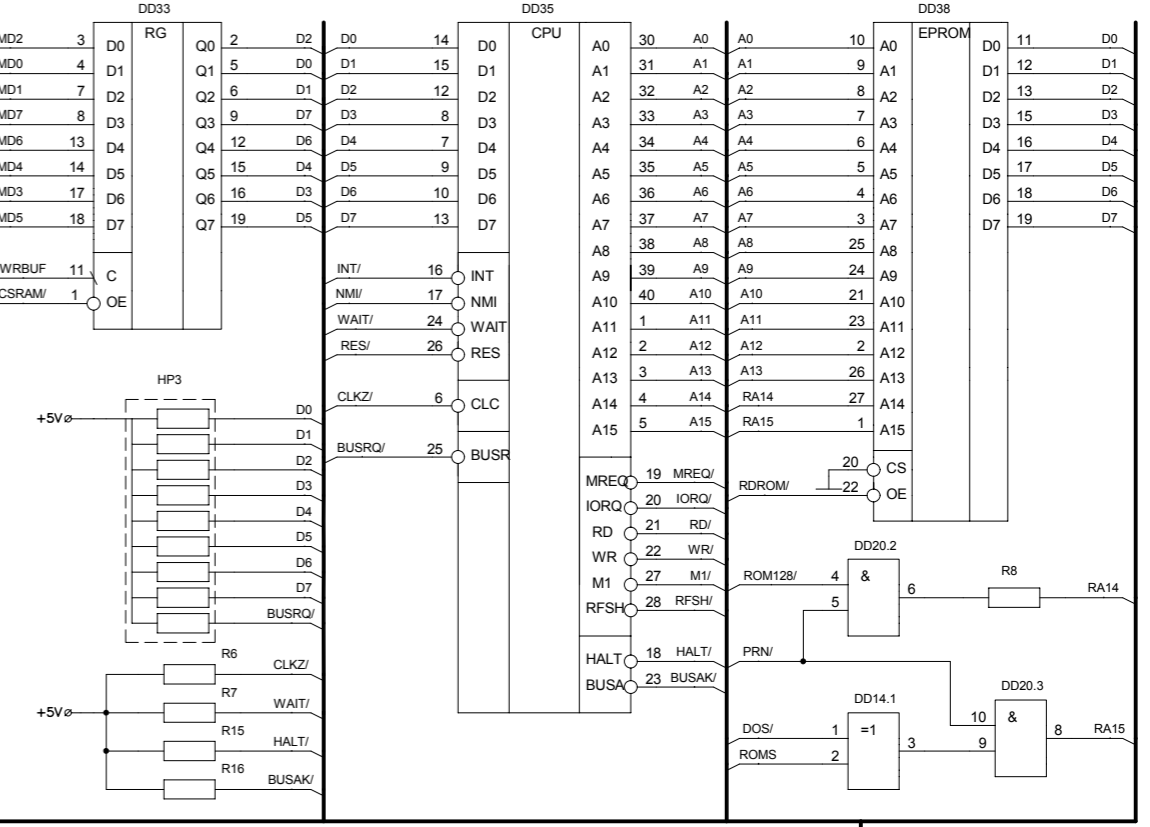 DD33
RG
MD2 3 D0 Q0 2 D2
MD0 4 D1 Q1 5 D0
MD1 7 D2 Q2 6 D1
MD7 8 D3 Q3 9 D7
MD6 13 D4 Q4 12 D6
MD4 14 D5 Q5 15 D4
MD3 17 D6 Q6 16 D3
MD5 18 D7 Q7 19 D5
WRBUF 11 C
CSRAM/ 1 OE
HP3
+5V
D0
D1
D2
D3
D4
D5
D6
D7
BUSRQ/
R6 CLKZ/
+5V
R7 WAIT/
R15 HALT/
R16 BUSAK/
DD35
CPU
D0 14 D0 A0 30 A0
D1 15 D1 A1 31 A1
D2 12 D2 A2 32 A2
D3 8 D3 A3 33 A3
D4 7 D4 A4 34 A4
D5 9 D5 A5 35 A5
D6 10 D6 A6 36 A6
D7 13 D7 A7 37 A7
A8 38 A8
INT/ 16 INT A9 39 A9
NMI/ 17 NMI A10 40 A10
WAIT/ 24 WAIT A11 1 A11
RES/ 26 RES A12 2 A12
A13 3 A13
CLKZ/ 6 CLC A14 4 A14
A15 5 A15
BUSRQ/ 25 BUSR
MREQ 19 MREQ/
IORQ 20 IORQ/
RD 21 RD/
WR 22 WR/
M1 27 M1/
RFSH 28 RFSH/
HALT 18 HALT/
BUSA 23 BUSAK/
DD38
EPROM
A0 10 A0 D0 11 D0
A1 9 A1 D1 12 D1
A2 8 A2 D2 13 D2
A3 7 A3 D3 15 D3
A4 6 A4 D4 16 D4
A5 5 A5 D5 17 D5
A6 4 A6 D6 18 D6
A7 3 A7 D7 19 D7
A8 25 A8
A9 24 A9
A10 21 A10
A11 23 A11
A12 2 A12
A13 26 A13
RA14 27 A14
RA15 1 A15
20 CS
RDROM/ 22 OE
DD20.2
ROM128/ 4 & 6 R8 RA14
5
PRN/
DD14.1
DD20.3
10 &
DOS/ 1 =1 3 9 8 RA15
ROMS 2